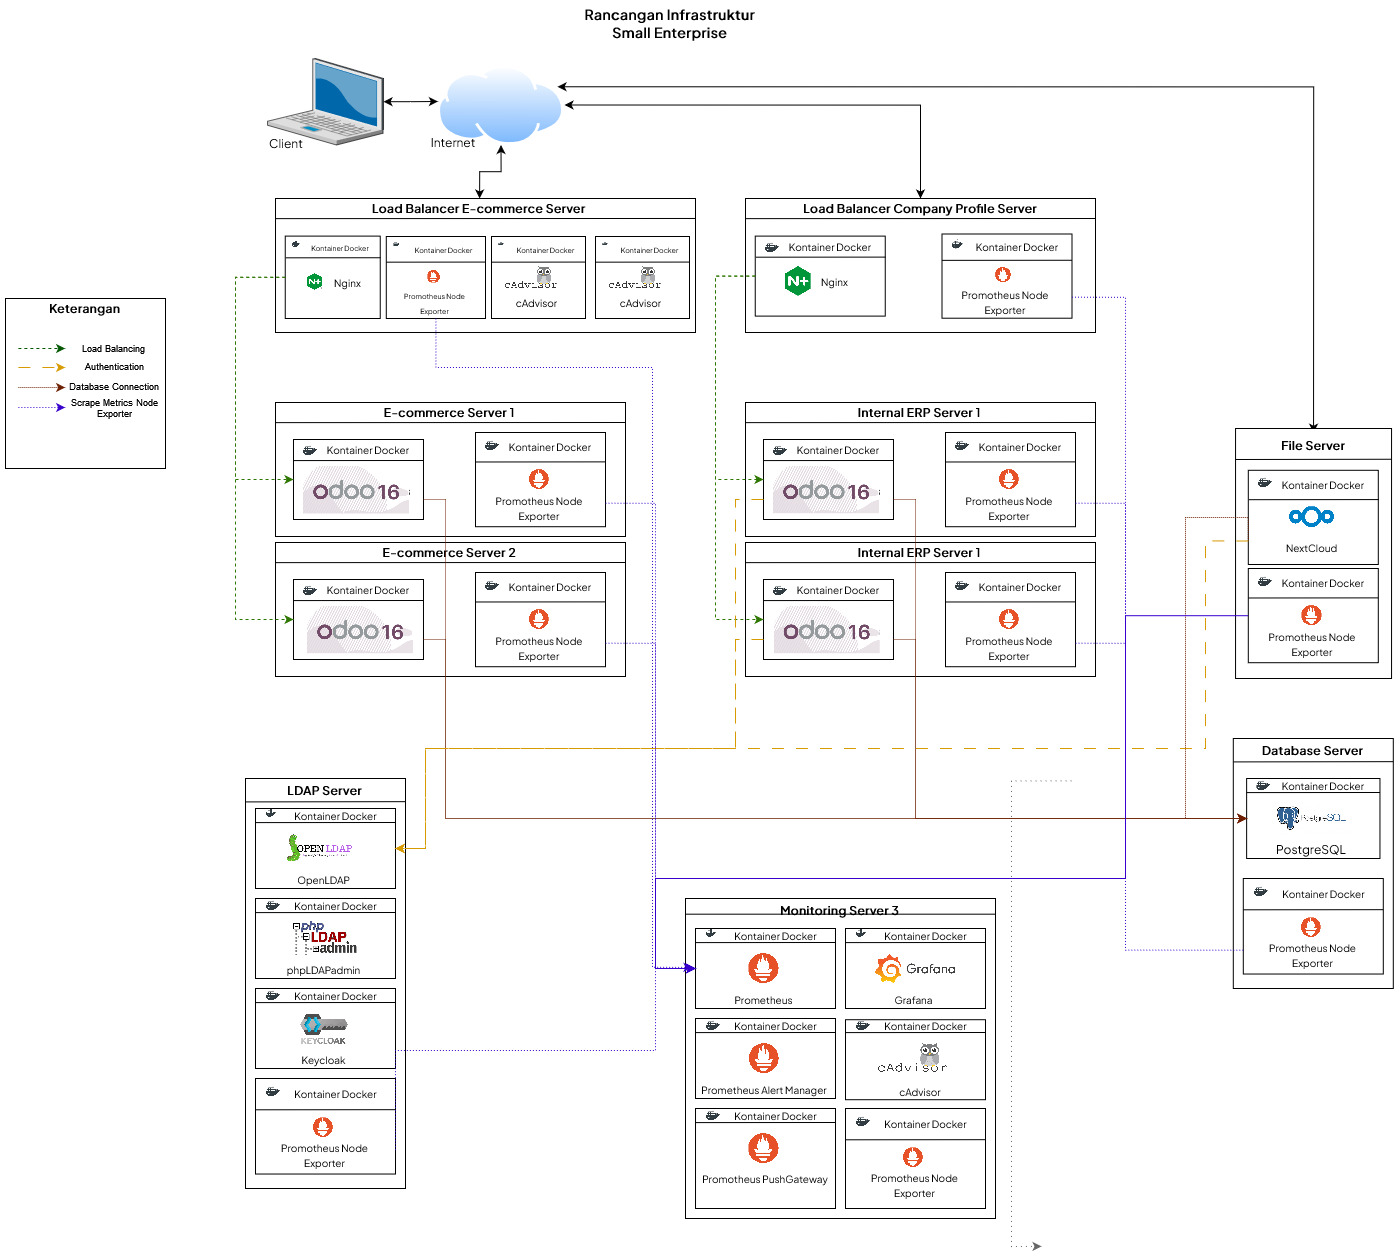 Rancangan Infrastruktur
Small Enterprise
Client
Internet
Load Balancer E-commerce Server
Kontainer Docker
Nginx
Kontainer Docker
Promotheus Node
Exporter
Kontainer Docker
cAdvisor
cAdvisor
Kontainer Docker
cAdvisor
cAdvisor
Load Balancer Company Profile Server
Kontainer Docker
N+
Nginx
Kontainer Docker
Promotheus Node
Exporter
Keterangan
Load Balancing
Authentication
Database Connection
Scrape Metrics Node
Exporter
E-commerce Server 1
Kontainer Docker
odoo 16
Kontainer Docker
Promotheus Node
Exporter
E-commerce Server 2
Kontainer Docker
odoo 16
Kontainer Docker
Promotheus Node
Exporter
Internal ERP Server 1
Kontainer Docker
odoo 16
Kontainer Docker
Promotheus Node
Exporter
Internal ERP Server 1
Kontainer Docker
odoo 16
Kontainer Docker
Promotheus Node
Exporter
File Server
Kontainer Docker
NextCloud
Kontainer Docker
Promotheus Node
Exporter
Database Server
Kontainer Docker
PostgreSQL
Kontainer Docker
Promotheus Node
Exporter
LDAP Server
Kontainer Docker
OPEN LDAP
OpenLDAP
Kontainer Docker
php
LDAP
admin
phpLDAPadmin
Kontainer Docker
KEYCLOAK
Keycloak
Kontainer Docker
Promotheus Node
Exporter
Monitoring Server 3
Kontainer Docker
Prometheus
Kontainer Docker
Grafana
Grafana
Kontainer Docker
Prometheus Alert Manager
Kontainer Docker
cAdvisor
cAdvisor
Kontainer Docker
Promotheus PushGateway
Kontainer Docker
Promotheus Node
Exporter